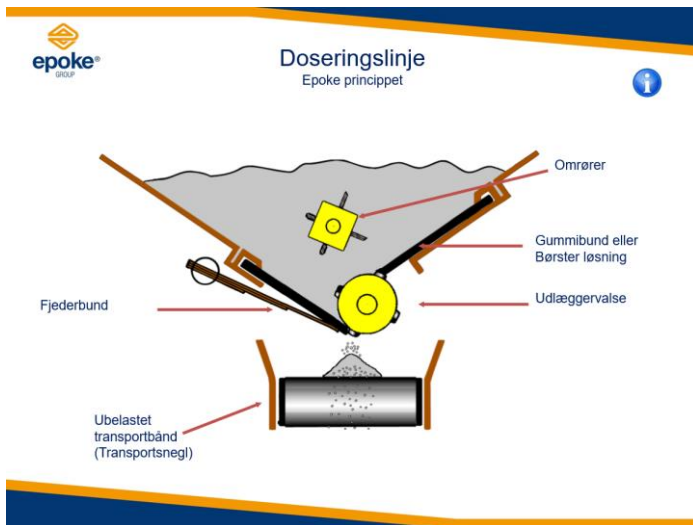 epoke®
GROUP
Doseringslinje
Epoke princippet
i
Omrører
Gummibund eller
Børster løsning
Udlæggervalse
Fjederbund
Ubelastet
transportbånd
(Transportsnegl)